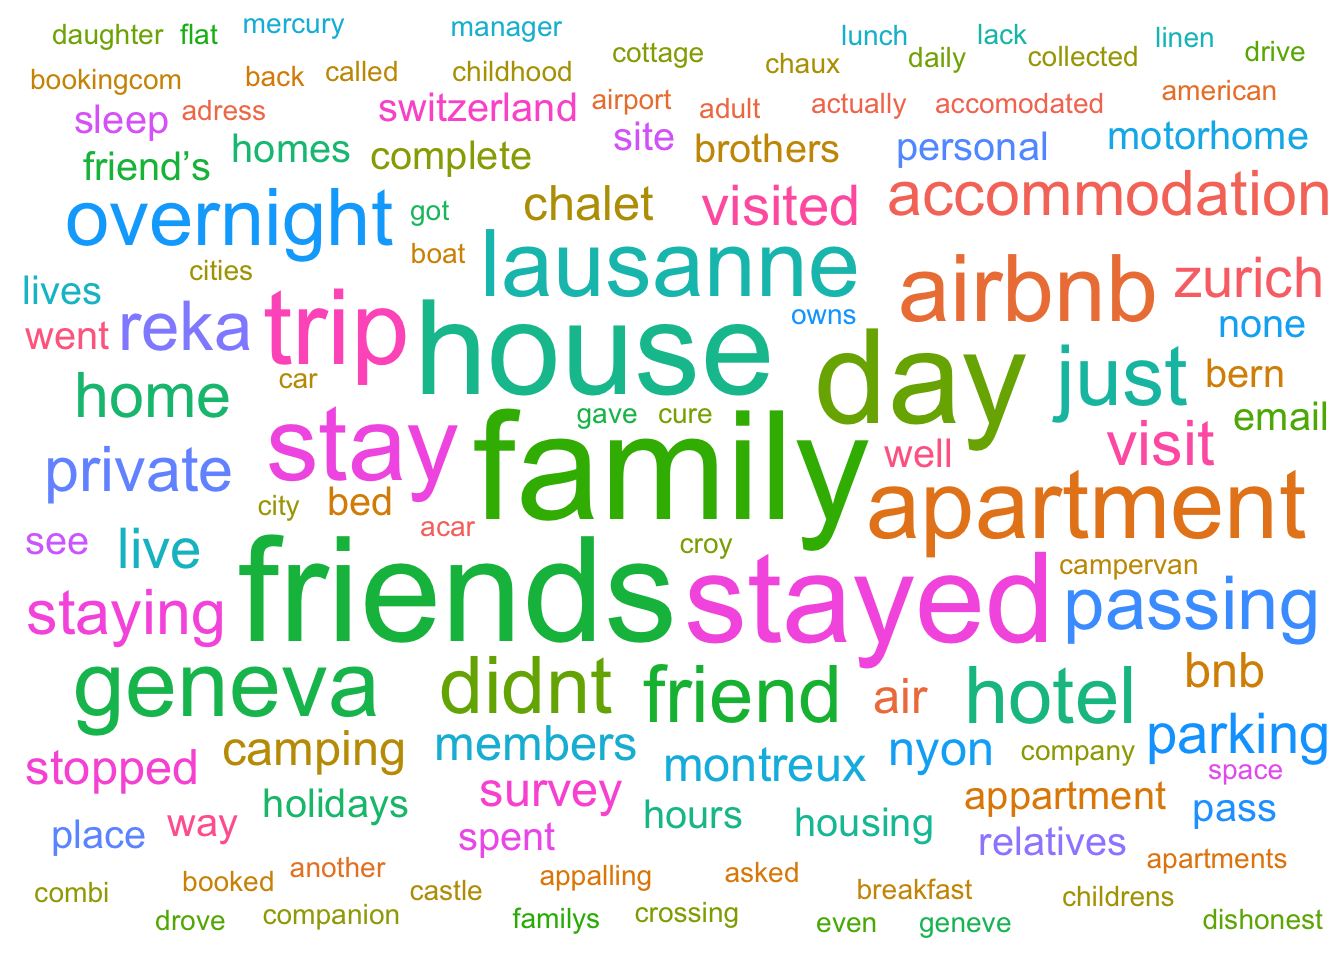 daughter flat mercury manager cottage lunch lack linen
bookingcom back called childhood chaux daily collected drive
sleep adress switzerland airport adult actually accomodated american
friend’s homes complete site brothers personal motorhome
overnight got chalet visited accommodation
cities boat lausanne airbnb zurich
lives reka trip house owns none
went car day just bern
home stay gave cure email
private family well visit
city bed acar apartment
see live croy campervan
staying friends stayed passing
geneva didnt friend air hotel bnb
stopped camping members montreux nyon company parking
holidays survey space
place way spent hours housing appartment pass
relatives
combi booked another castle appalling asked breakfast childrens apartments
drove companion familys crossing even geneve dishonest